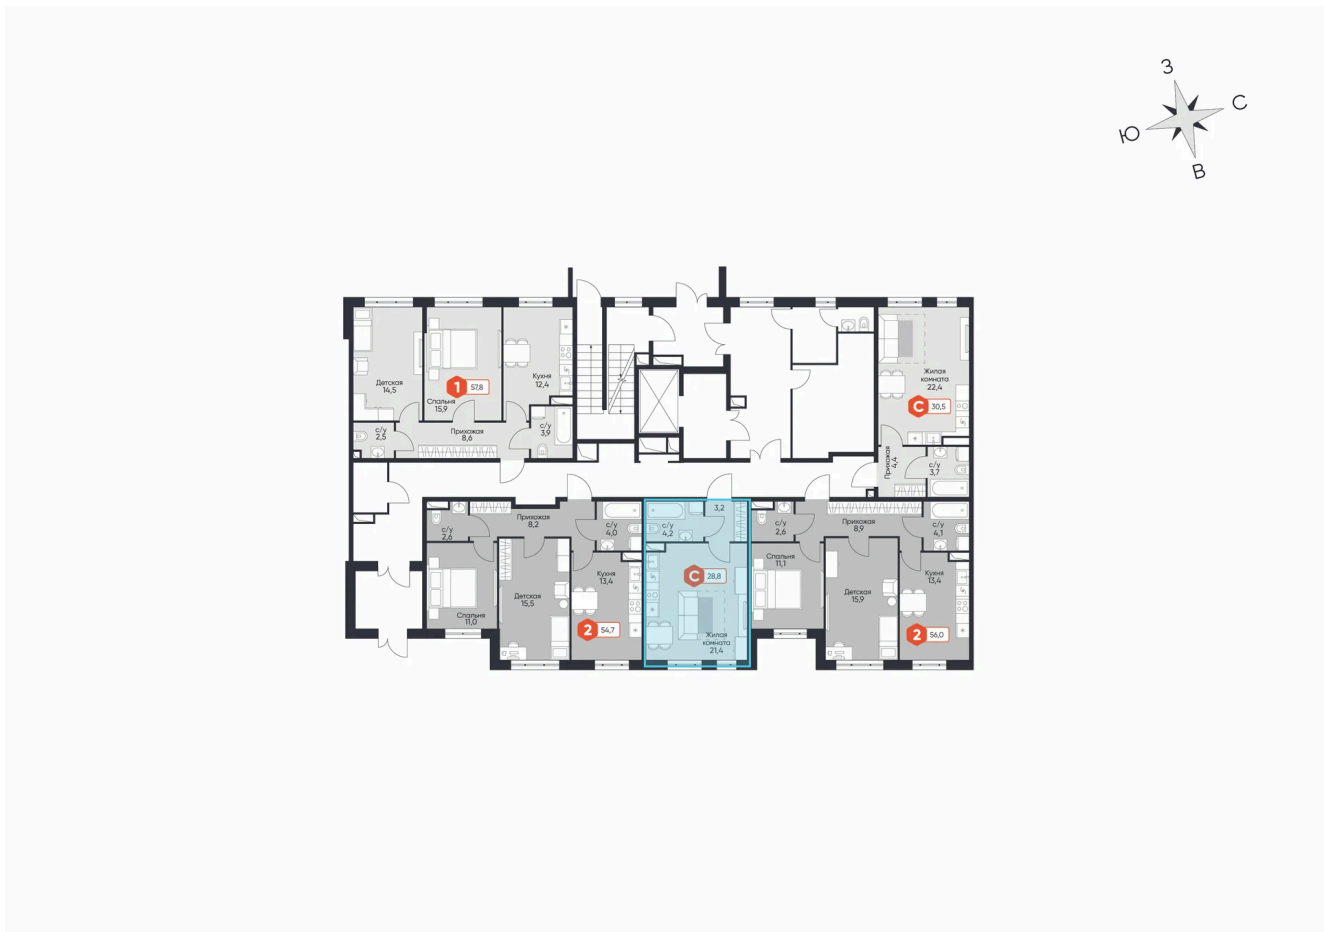 З
С
Ю
В
Детская
14,5
Спальня
15,9
1
57,8
Кухня
12,4
с/у
2,5
Прихожая
8,6
с/у
3,9
Жилая
комната
22,4
С
30,5
Прихожая
4,4
с/у
3,7
с/у
2,6
Прихожая
8,2
с/у
4,0
Спальня
11,0
Детская
15,5
Кухня
13,4
2
54,7
с/у
4,2
3,2
С
28,8
Жилая
комната
21,4
с/у
2,6
Прихожая
8,9
с/у
4,1
Спальня
11,1
Детская
15,9
Кухня
13,4
2
56,0